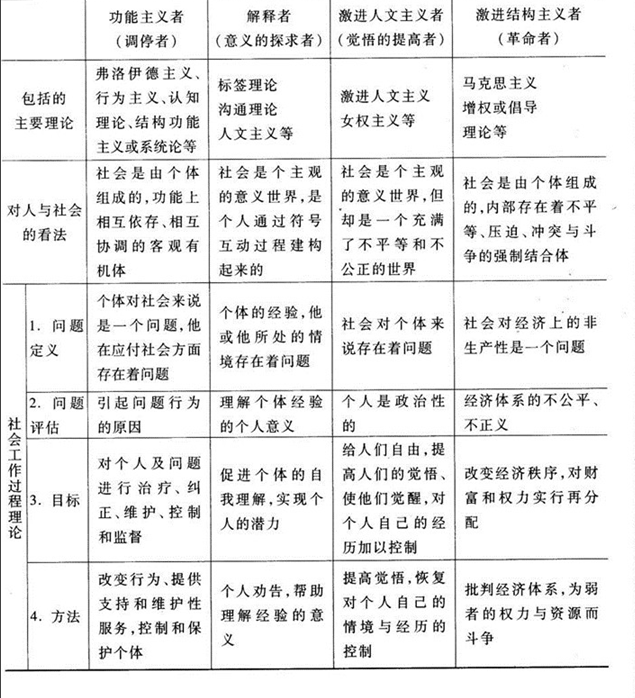 功能主义者
（调停者）
解释者
（意义的探求者）
激进人文主义者
（觉悟的提高者）
激进结构主义者
（革命者）
包括的
主要理论
弗洛伊德主义、
行为主义、认知
理论、结构功能
主义或系统论等
标签理论
沟通理论
人文主义等
激进人文主义
女权主义等
马克思主义
增权或倡导
理论等
对人与社会
的看法
社会是由个体
组成的，功能上
相互依存、相互
协调的客观有
机体
社会是个主观
的意义世界，是
个人通过符号
互动过程建构
起来的
社会是个主观
的意义世界，但
却是一个充满
了不平等和不
公正的世界
社会是由个体组成
的，内部存在着不平
等、压迫、冲突与斗
争的强制结合体
社会工作过程理论
1. 问题
定义
个体对社会来说
是一个问题，他
在应付社会方面
存在着问题
个体的经验，他
或他所处的情
境存在着问题
社会对个体来
说存在着问题
社会对经济上的非
生产性是一个问题
2. 问题
评估
引起问题行为
的原因
理解个体经验
的个人意义
个人是政治性
的
经济体系的不公平、
不正义
3. 目标
对个人及问题
进行治疗、纠
正、维护、控制
和监督
促进个体的自
我理解，实现个
人的潜力
给人们自由，提
高人们的觉悟、
使他们觉醒，对
个人自己的经
历加以控制
改变经济秩序，对财
富和权力实行再分
配
4. 方法
改变行为、提供
支持和维护性
服务，控制和保
护个体
个人劝告，帮助
理解经验的意
义
提高觉悟，恢复
对个人自己的
情境与经历的
控制
批判经济体系，为弱
者的权力与资源而
斗争